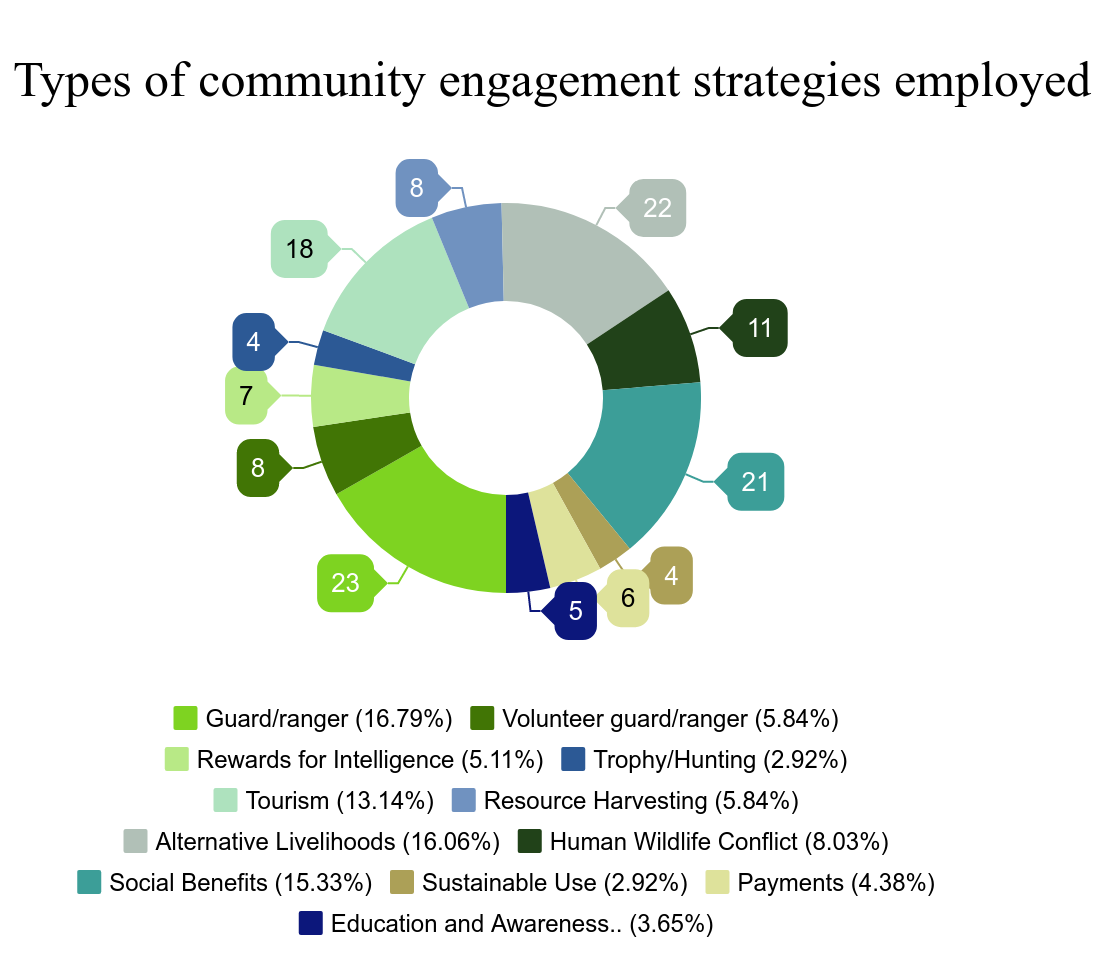 Types of community engagement strategies employed
8
22
18
11
4
7
8
21
23
4
6
5
Guard/ranger (16.79%) Volunteer guard/ranger (5.84%)
Rewards for Intelligence (5.11%) Trophy/Hunting (2.92%)
Tourism (13.14%) Resource Harvesting (5.84%)
Alternative Livelihoods (16.06%) Human Wildlife Conflict (8.03%)
Social Benefits (15.33%) Sustainable Use (2.92%) Payments (4.38%)
Education and Awareness.. (3.65%)